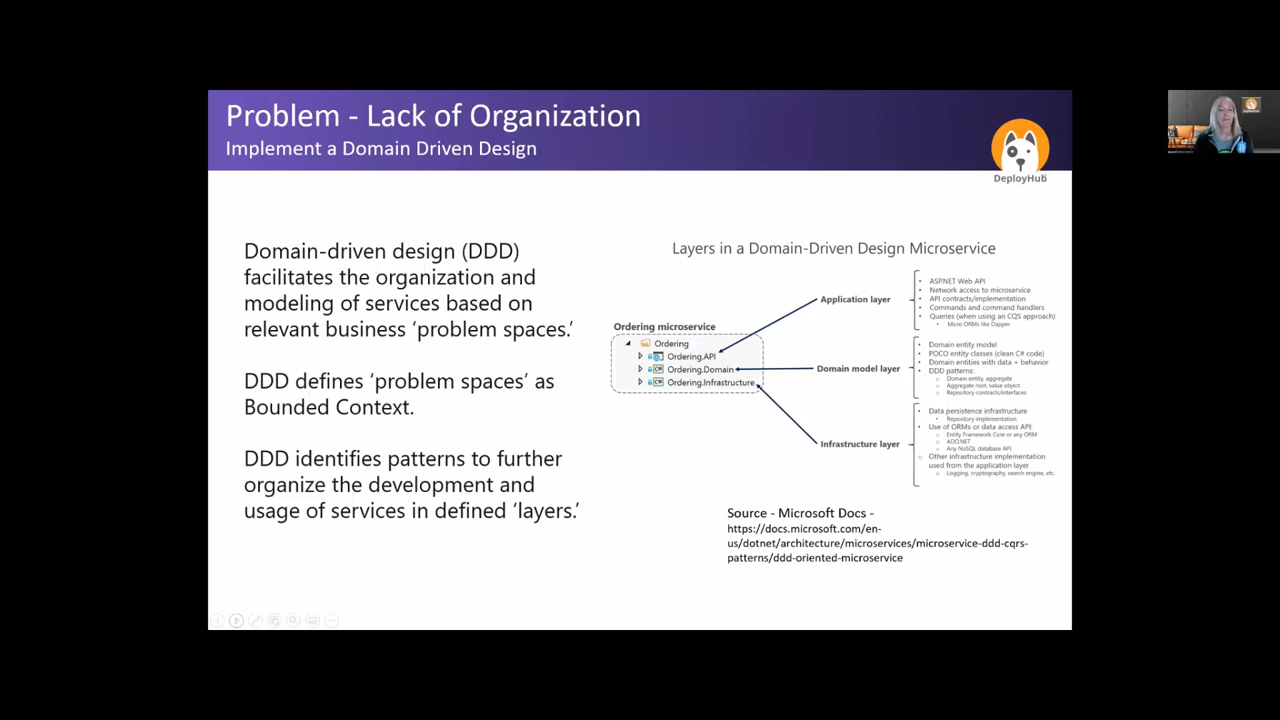 Problem - Lack of Organization
Implement a Domain Driven Design
DeployHub
Domain-driven design (DDD)
facilitates the organization and
modeling of services based on
relevant business ‘problem spaces.’
DDD defines ‘problem spaces’ as
Bounded Context.
DDD identifies patterns to further
organize the development and
usage of services in defined ‘layers.’
Layers in a Domain-Driven Design Microservice
Ordering microservice
Ordering
Ordering.API
Ordering.Domain
Ordering.Infrastructure
Application layer
• ASP.NET Web API
• Network access to microservice
• API contracts/implementation
• Commands and command handlers
• Queries (when using an CQS approach)
• Micro ORMs like Dapper
Domain model layer
• Domain entity model
• POCO entity classes (clean C# code)
• Domain entities with data + behavior
• DDD patterns:
o Domain entity, aggregate
o Aggregate root, value object
o Repository contracts/interfaces
Infrastructure layer
• Data persistence infrastructure
• Repository implementation
• Use of ORMs or data access API:
o Entity Framework Core or any ORM
o ADO.NET
o Any NoSQL database API
o Other infrastructure implementation
used from the application layer
o Logging, cryptography, search engine, etc.
Source - Microsoft Docs -
https://docs.microsoft.com/en-
us/dotnet/architecture/microservices/microservice-ddd-cqrs-
patterns/ddd-oriented-microservice